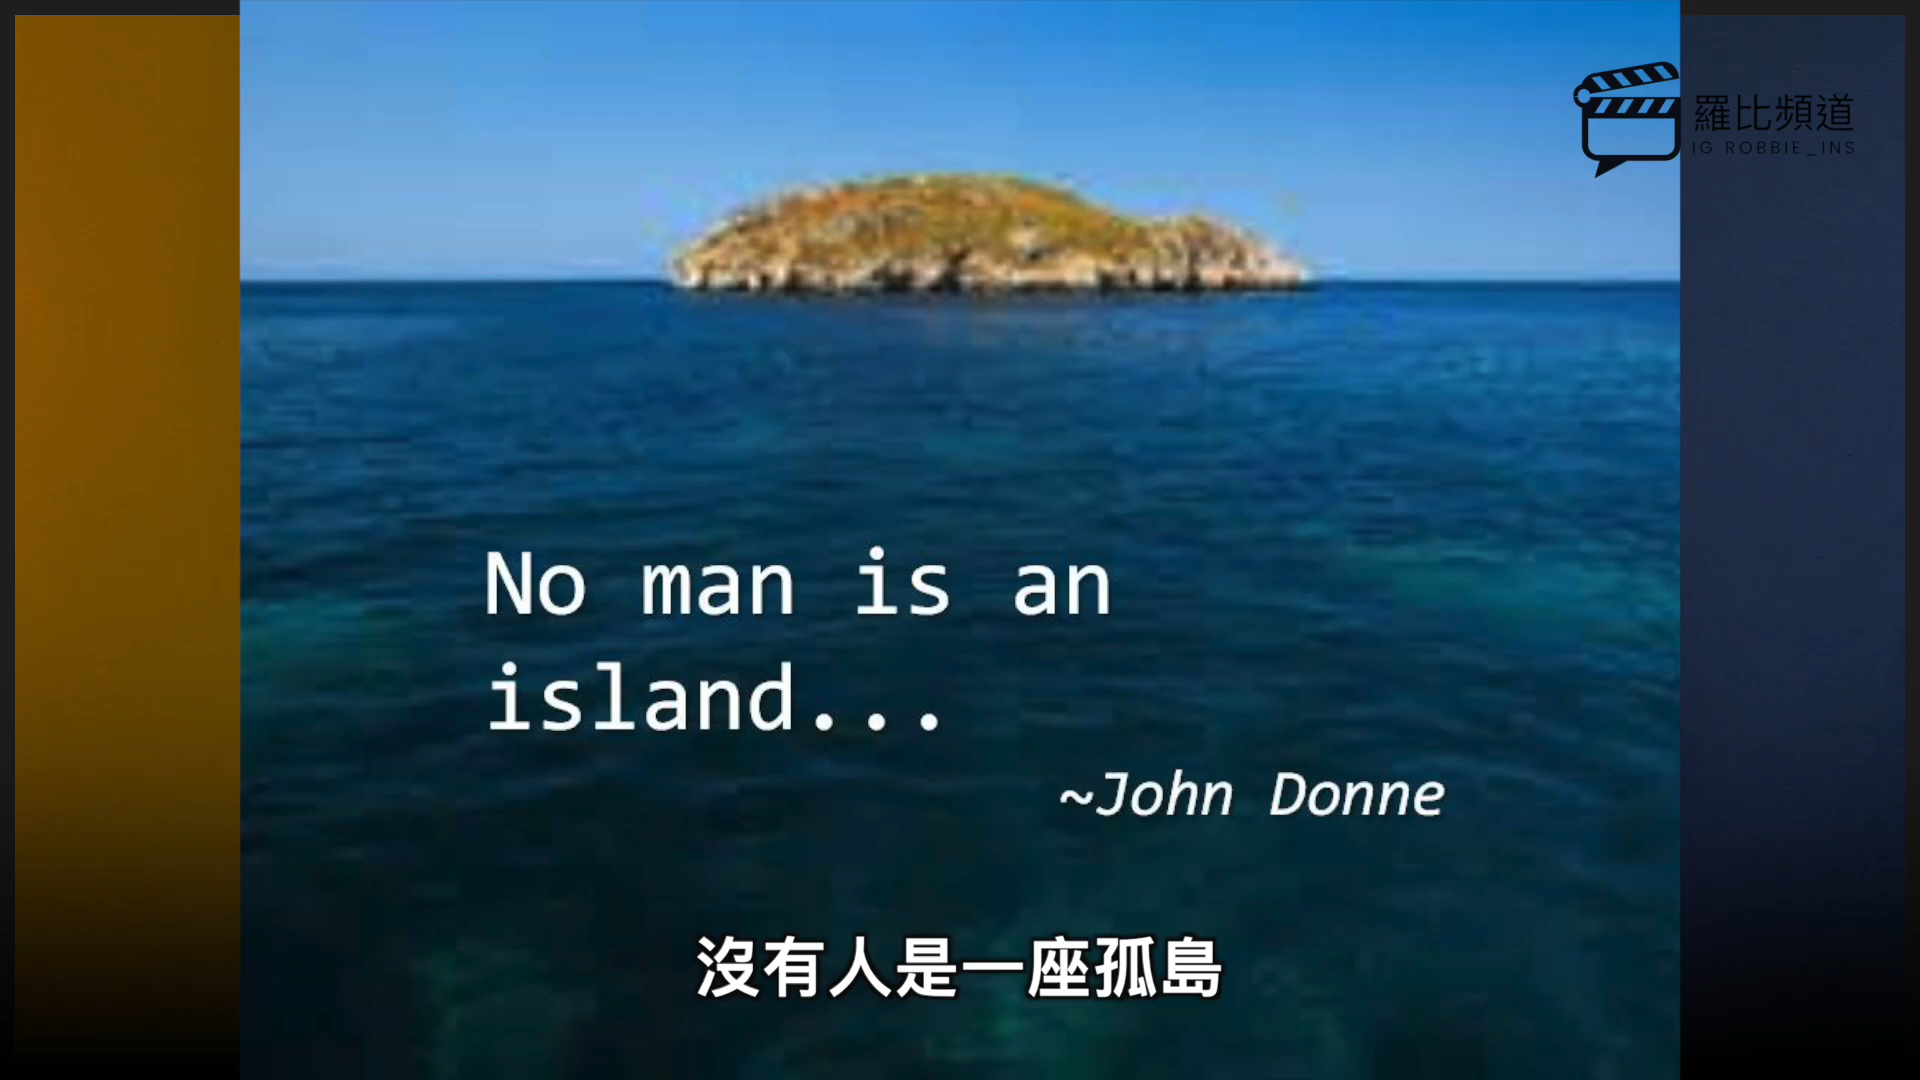 羅比頻道
IG ROBBIE_INS
No man is an
island...
~John Donne
沒有人是一座孤島